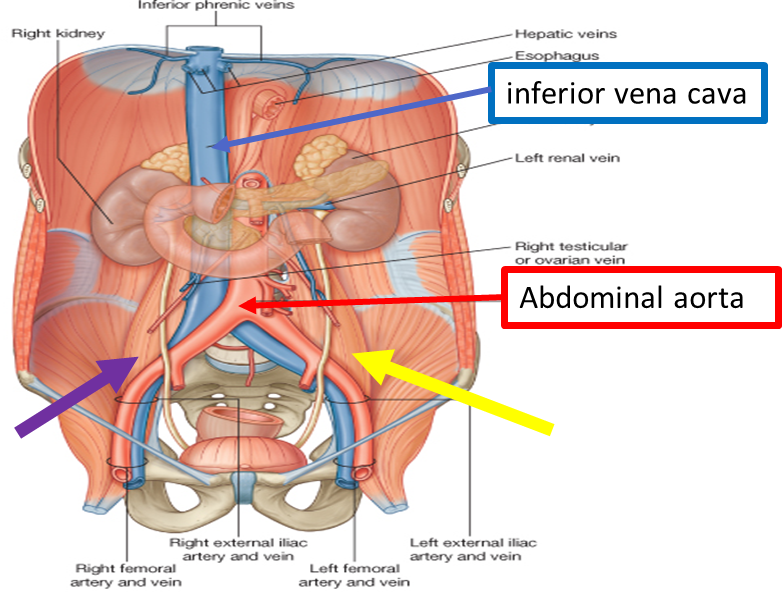 Inferior phrenic veins
Right kidney
Hepatic veins
Esophagus
inferior vena cava
Left renal vein
Right testicular
or ovarian vein
Abdominal aorta
Right external iliac
artery and vein
Left external iliac
artery and vein
Right femoral
artery and vein
Left femoral
artery and vein